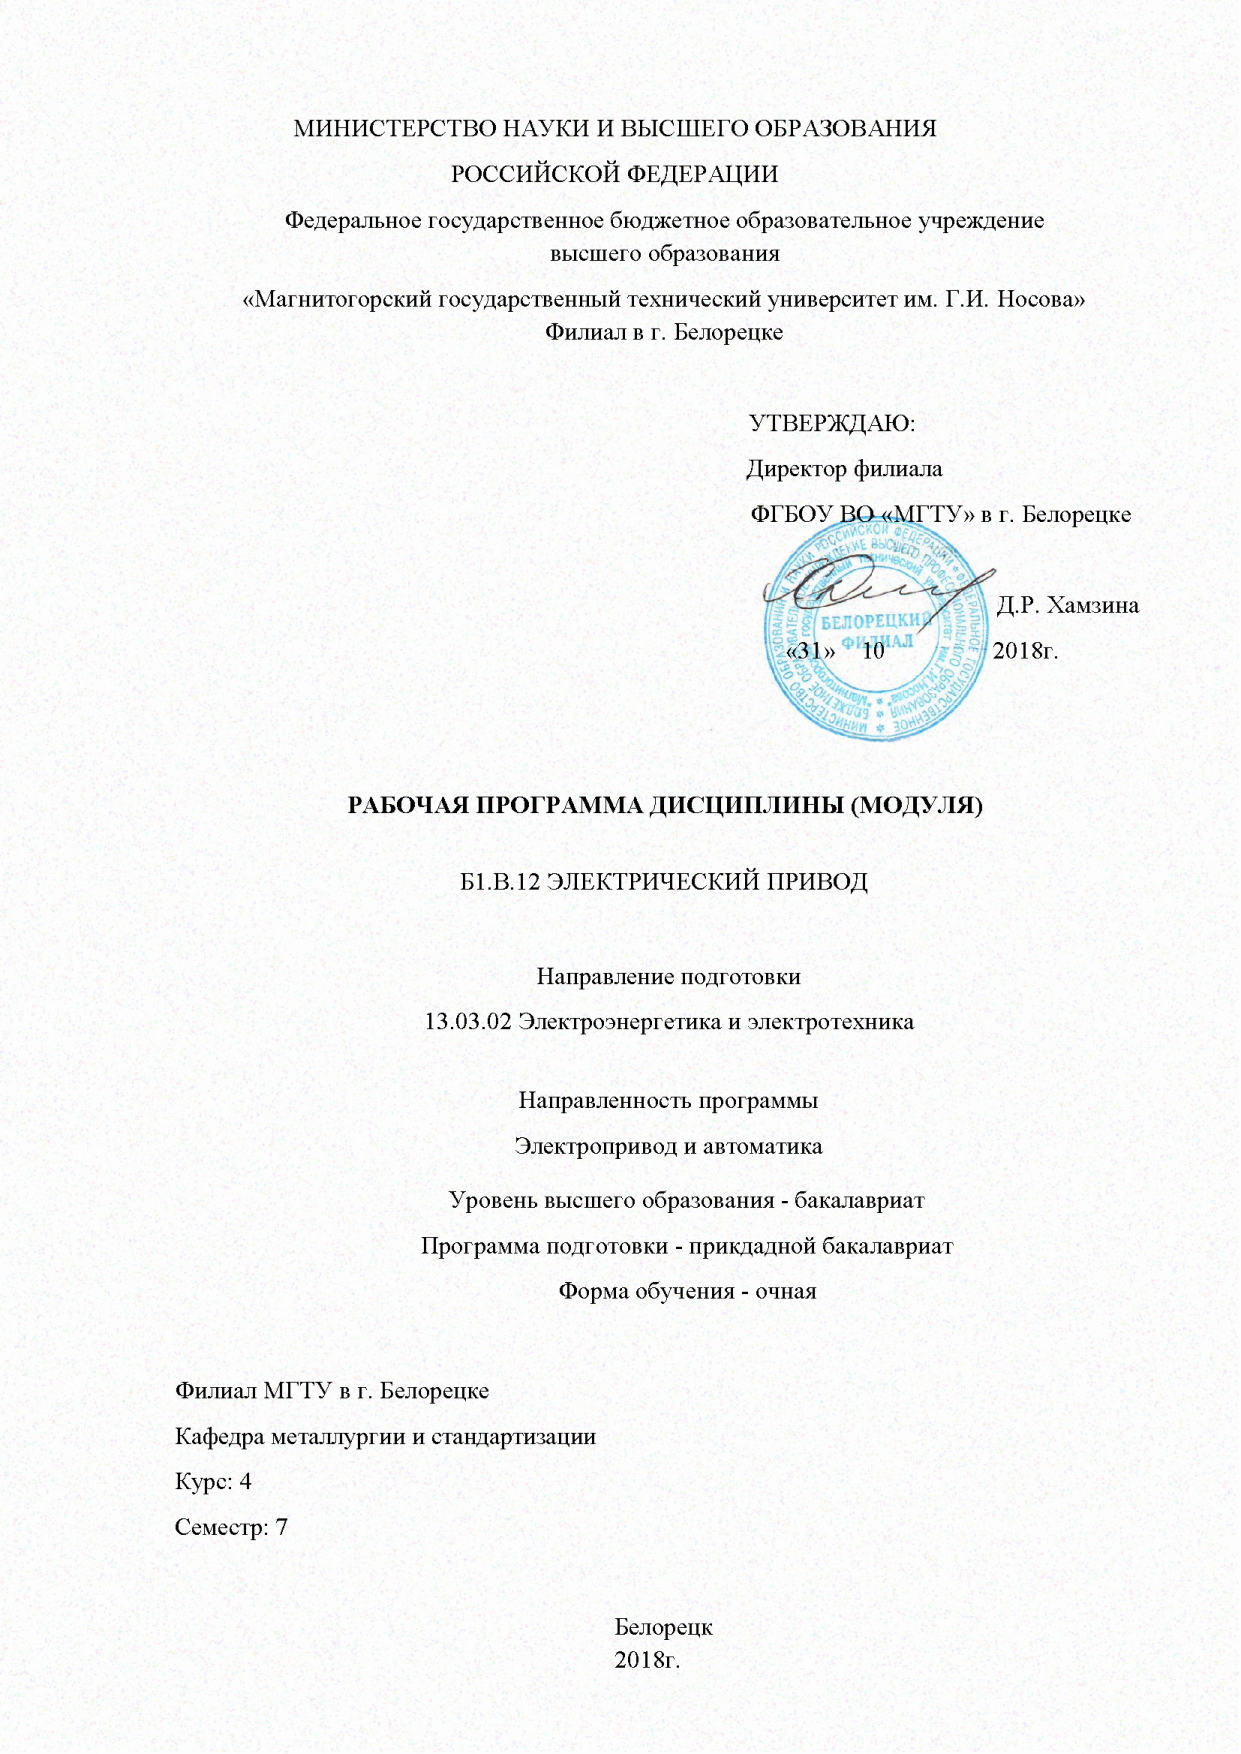 МИНИСТЕРСТВО НАУКИ И ВЫСШЕГО ОБРАЗОВАНИЯ
РОССИЙСКОЙ ФЕДЕРАЦИИ
Федеральное государственное бюджетное образовательное учреждение
высшего образования
«Магнитогорский государственный технический университет им. Г.И. Носова»
Филиал в г. Белорецке
УТВЕРЖДАЮ:
Директор филиала
ФГБОУ ВО «МГТУ» в г. Белорецке
Д.Р. Хамзина
БЕЛОРЕЦКИЙ
ФИЛИАЛ
«31» 10 2018г.
РАБОЧАЯ ПРОГРАММА ДИСЦИПЛИНЫ (МОДУЛЯ)
Б1.В.12 ЭЛЕКТРИЧЕСКИЙ ПРИВОД
Направление подготовки
13.03.02 Электроэнергетика и электротехника
Направленность программы
Электропривод и автоматика
Уровень высшего образования - бакалавриат
Программа подготовки - прикдадной бакалавриат
Форма обучения - очная
Филиал МГТУ в г. Белорецке
Кафедра металлургии и стандартизации
Курс: 4
Семестр: 7
Белорецк
2018г.